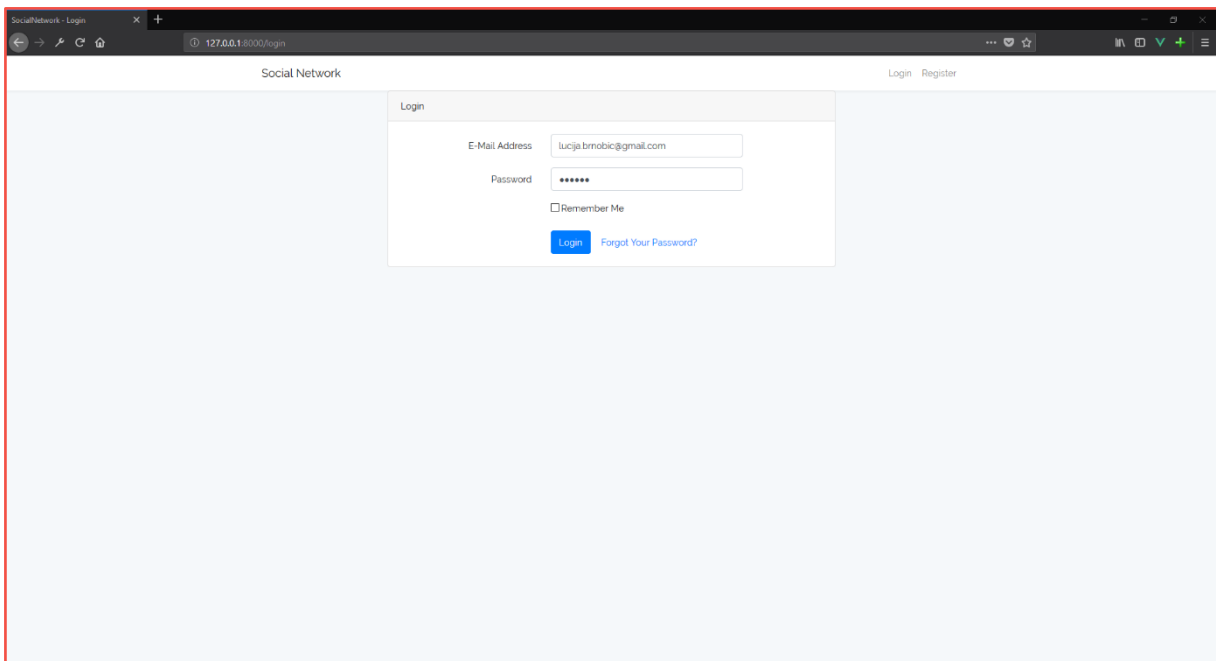 SocialNetwork - Login
127.0.0.1:8000/login
Social Network Login Register
Login
E-Mail Address lucija.brnobic@gmail.com
Password ••••••
Remember Me
Login Forgot Your Password?